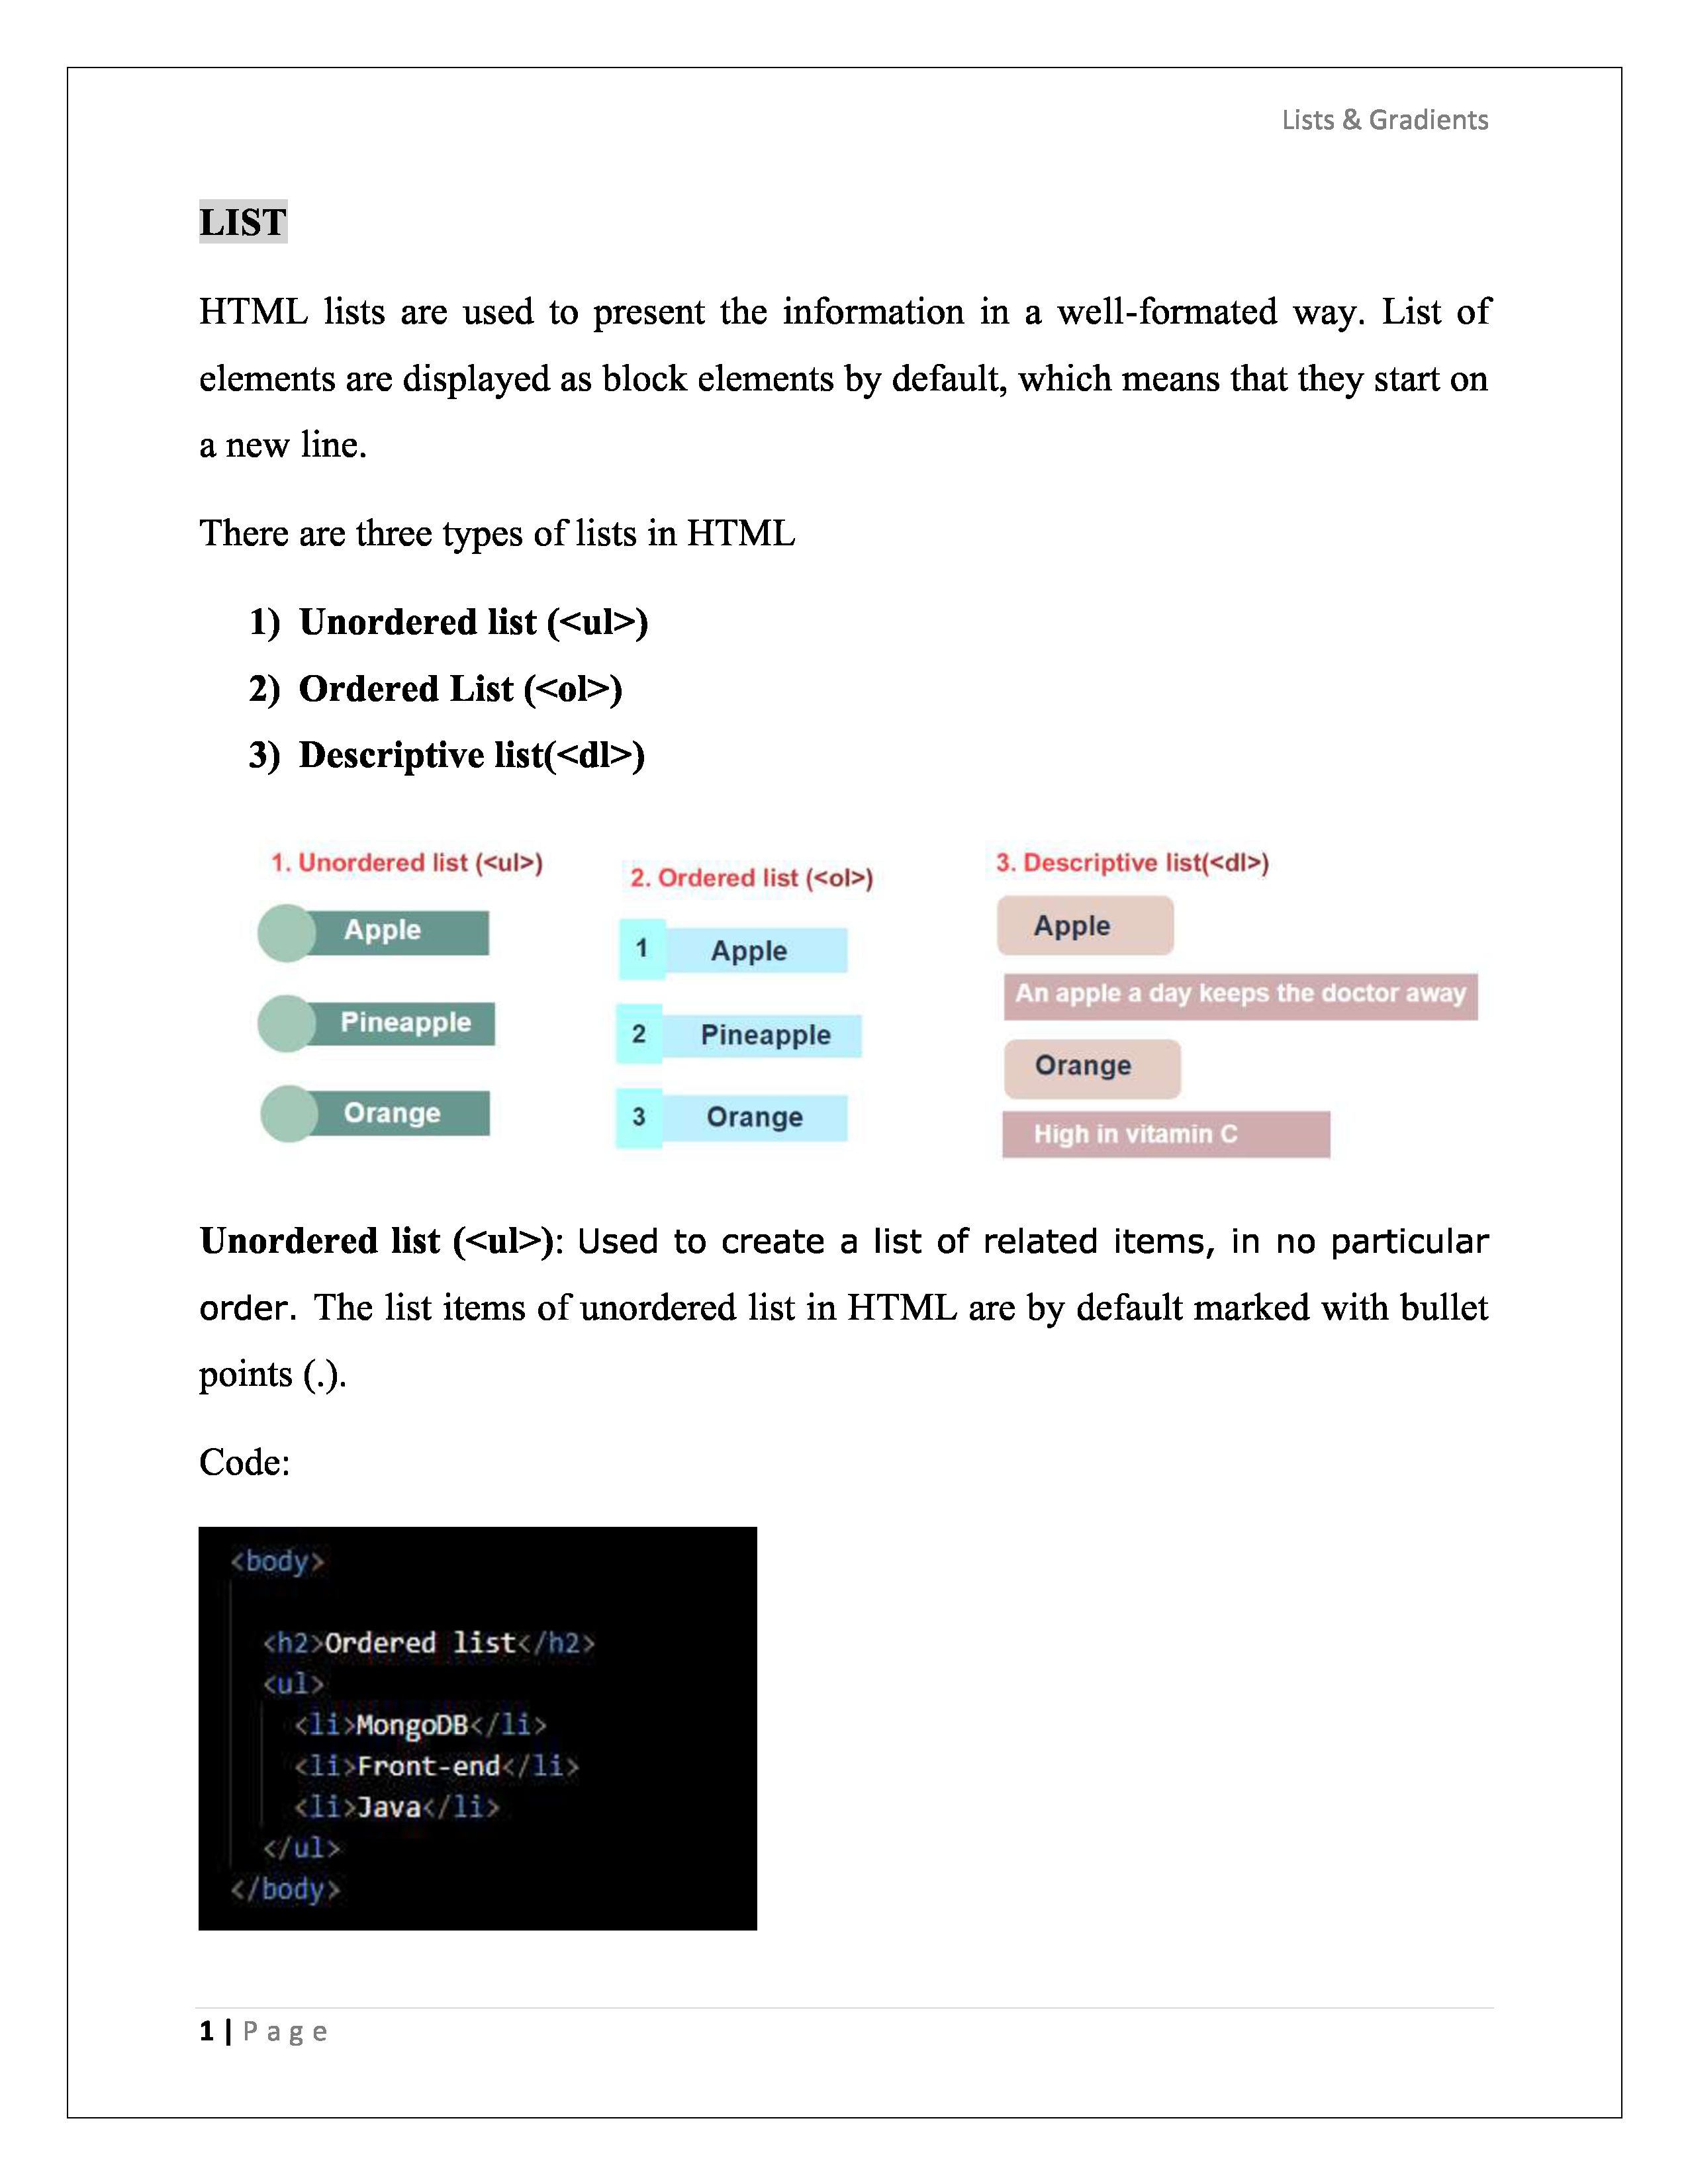 Lists & Gradients
LIST
HTML lists are used to present the information in a well-formated way. List of
elements are displayed as block elements by default, which means that they start on
a new line.
There are three types of lists in HTML
1) Unordered list (<ul>)
2) Ordered List (<ol>)
3) Descriptive list(<dl>)
1. Unordered list (<ul>)
Apple
Pineapple
Orange
2. Ordered list (<ol>)
1 Apple
2 Pineapple
3 Orange
3. Descriptive list(<dl>)
Apple
An apple a day keeps the doctor away
Orange
High in vitamin C
Unordered list (<ul>): Used to create a list of related items, in no particular
order. The list items of unordered list in HTML are by default marked with bullet
points (.).
Code:
<body>
<h2>Ordered list</h2>
<ul>
<li>MongoDB</li>
<li>Front-end</li>
<li>Java</li>
</ul>
</body>
1 | Page